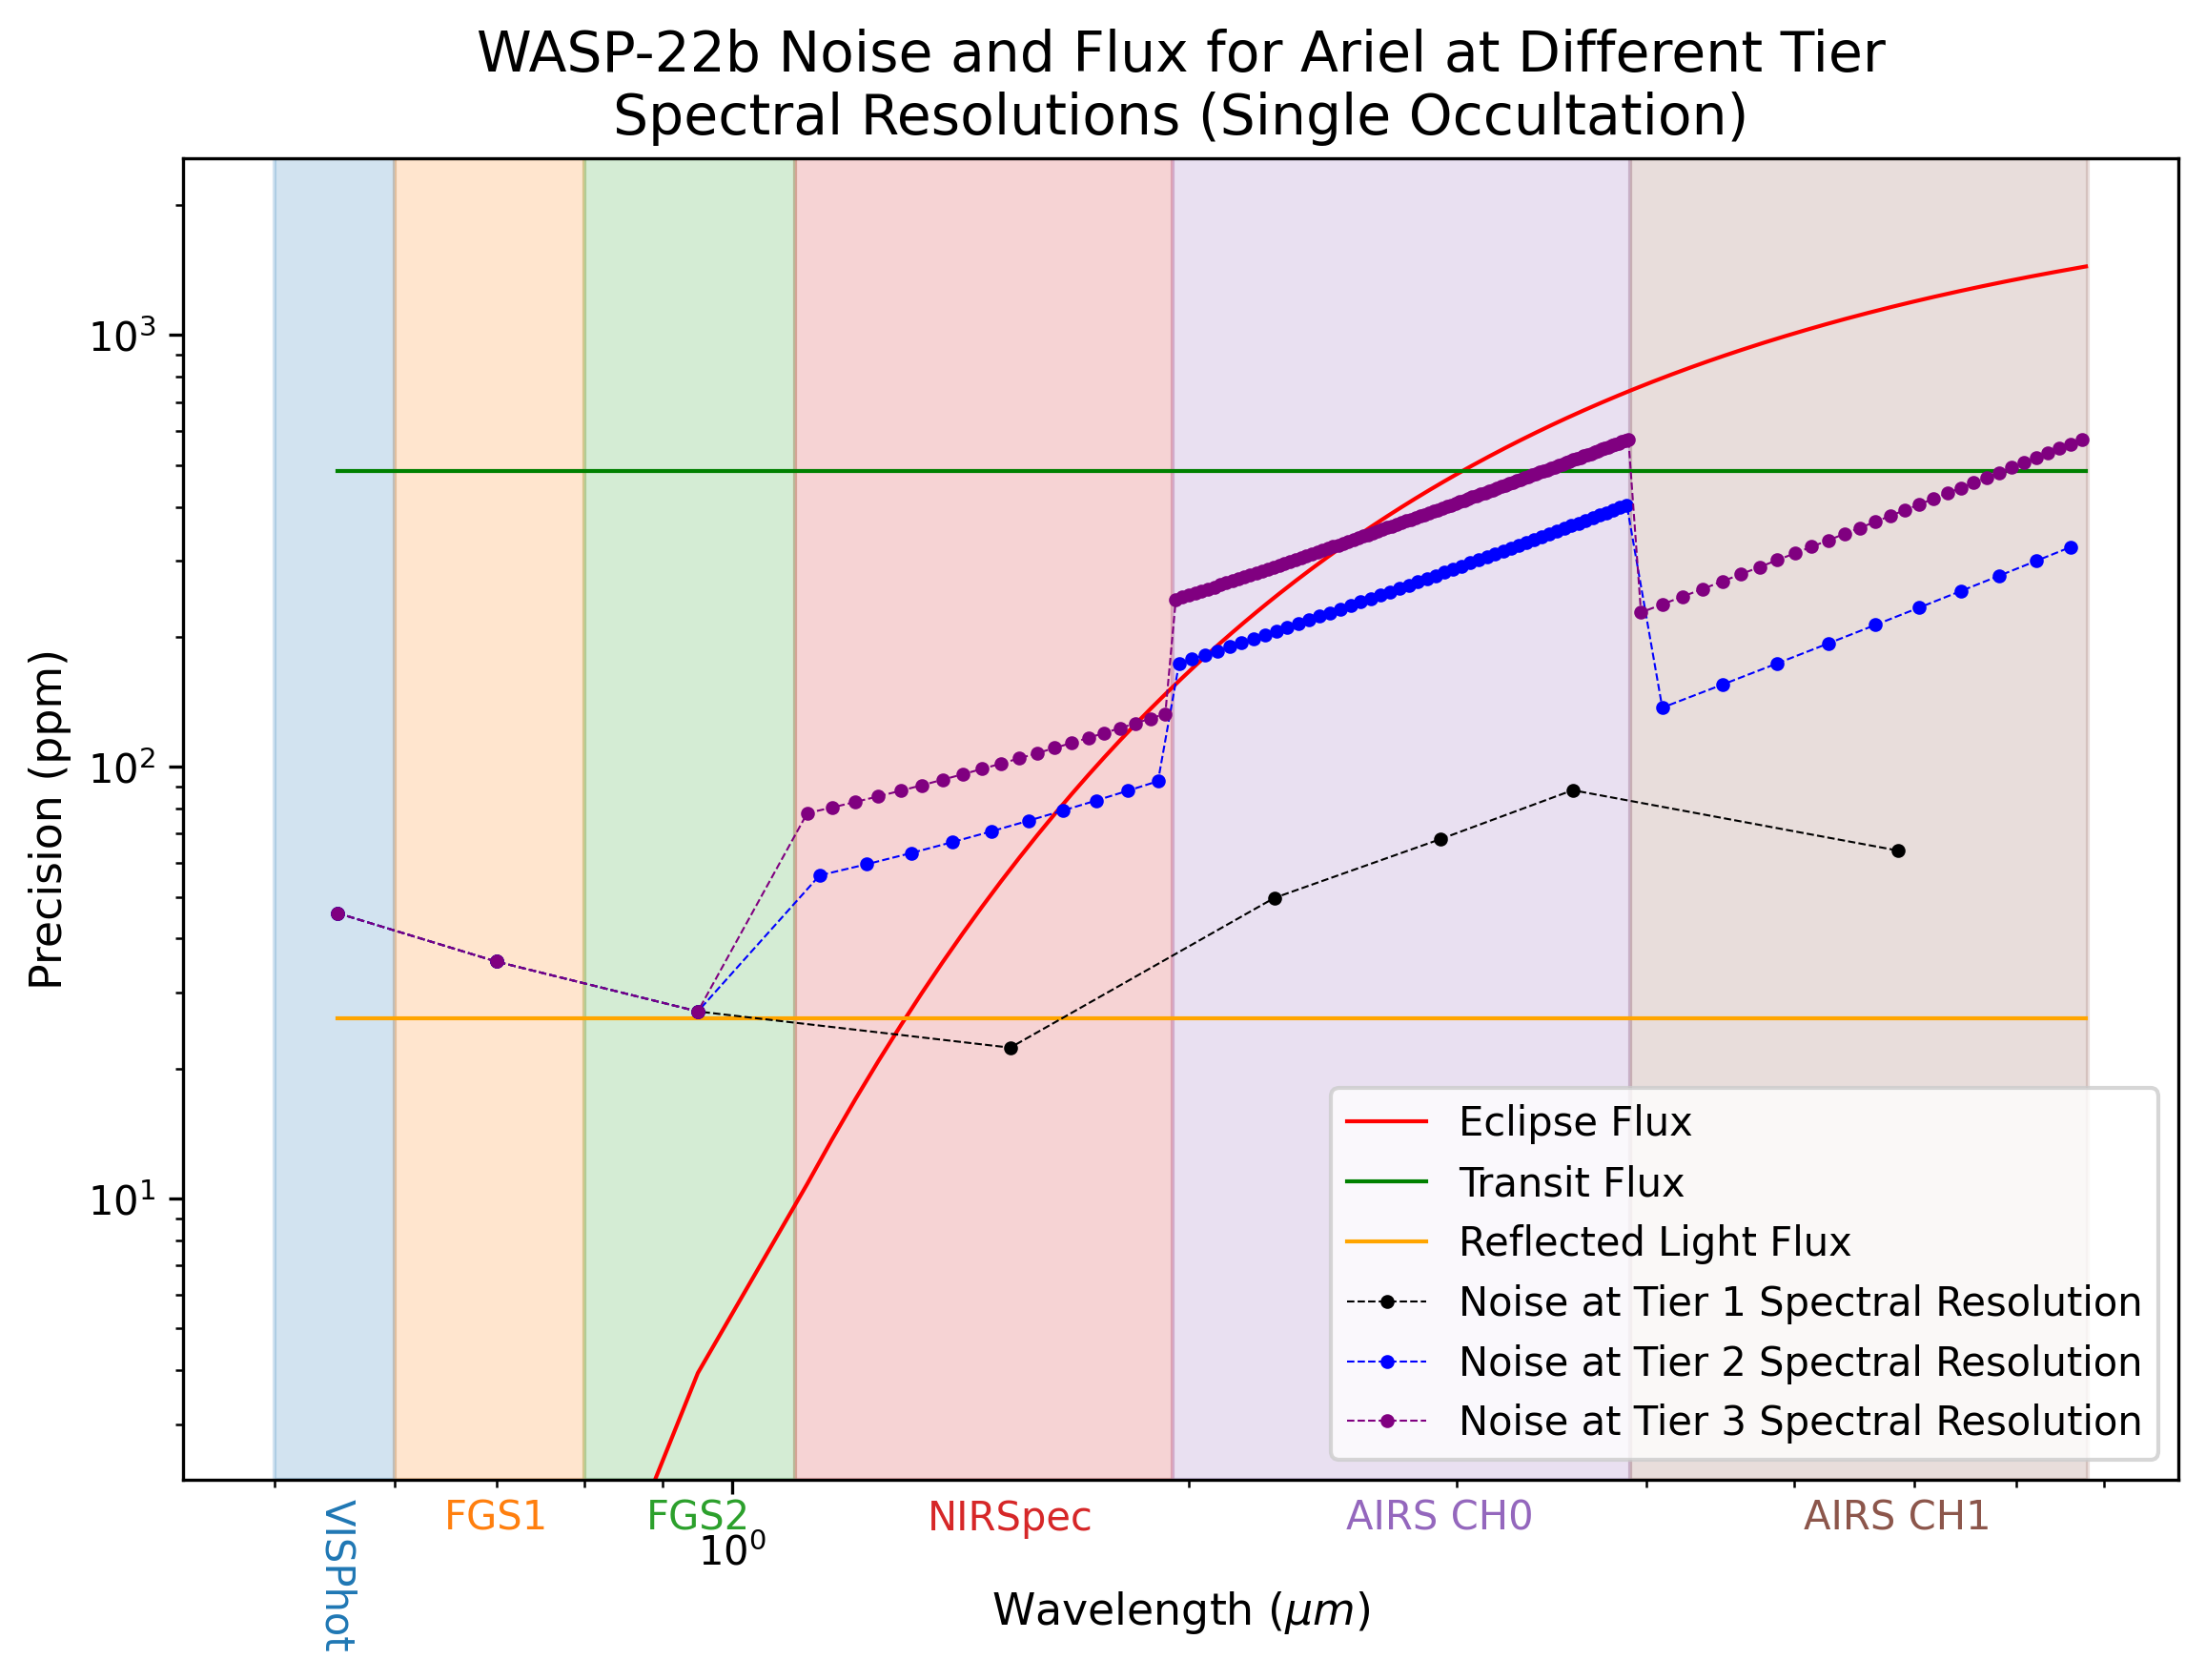 WASP-22b Noise and Flux for Ariel at Different Tier
Spectral Resolutions (Single Occultation)
Precision (ppm)
10³
10²
10¹
Eclipse Flux
Transit Flux
Reflected Light Flux
Noise at Tier 1 Spectral Resolution
Noise at Tier 2 Spectral Resolution
Noise at Tier 3 Spectral Resolution
VISPhot
FGS1
FGS2
NIRSpec
AIRS CH0
AIRS CH1
10⁰
Wavelength (μm)